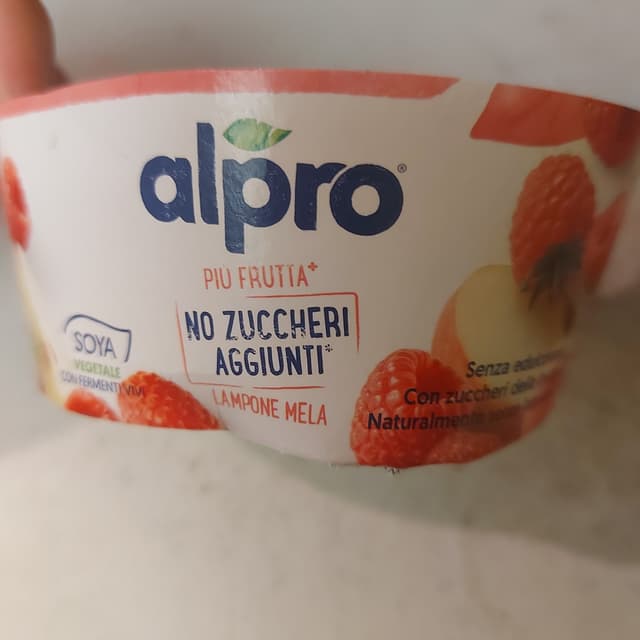 alpro®
PIÙ FRUTTA+
NO ZUCCHERI
AGGIUNTI*
LAMPONE MELA
SOYA
VEGETALE
CON FERMENTI VIVI
Senza
Con zuccheri
Naturalmente